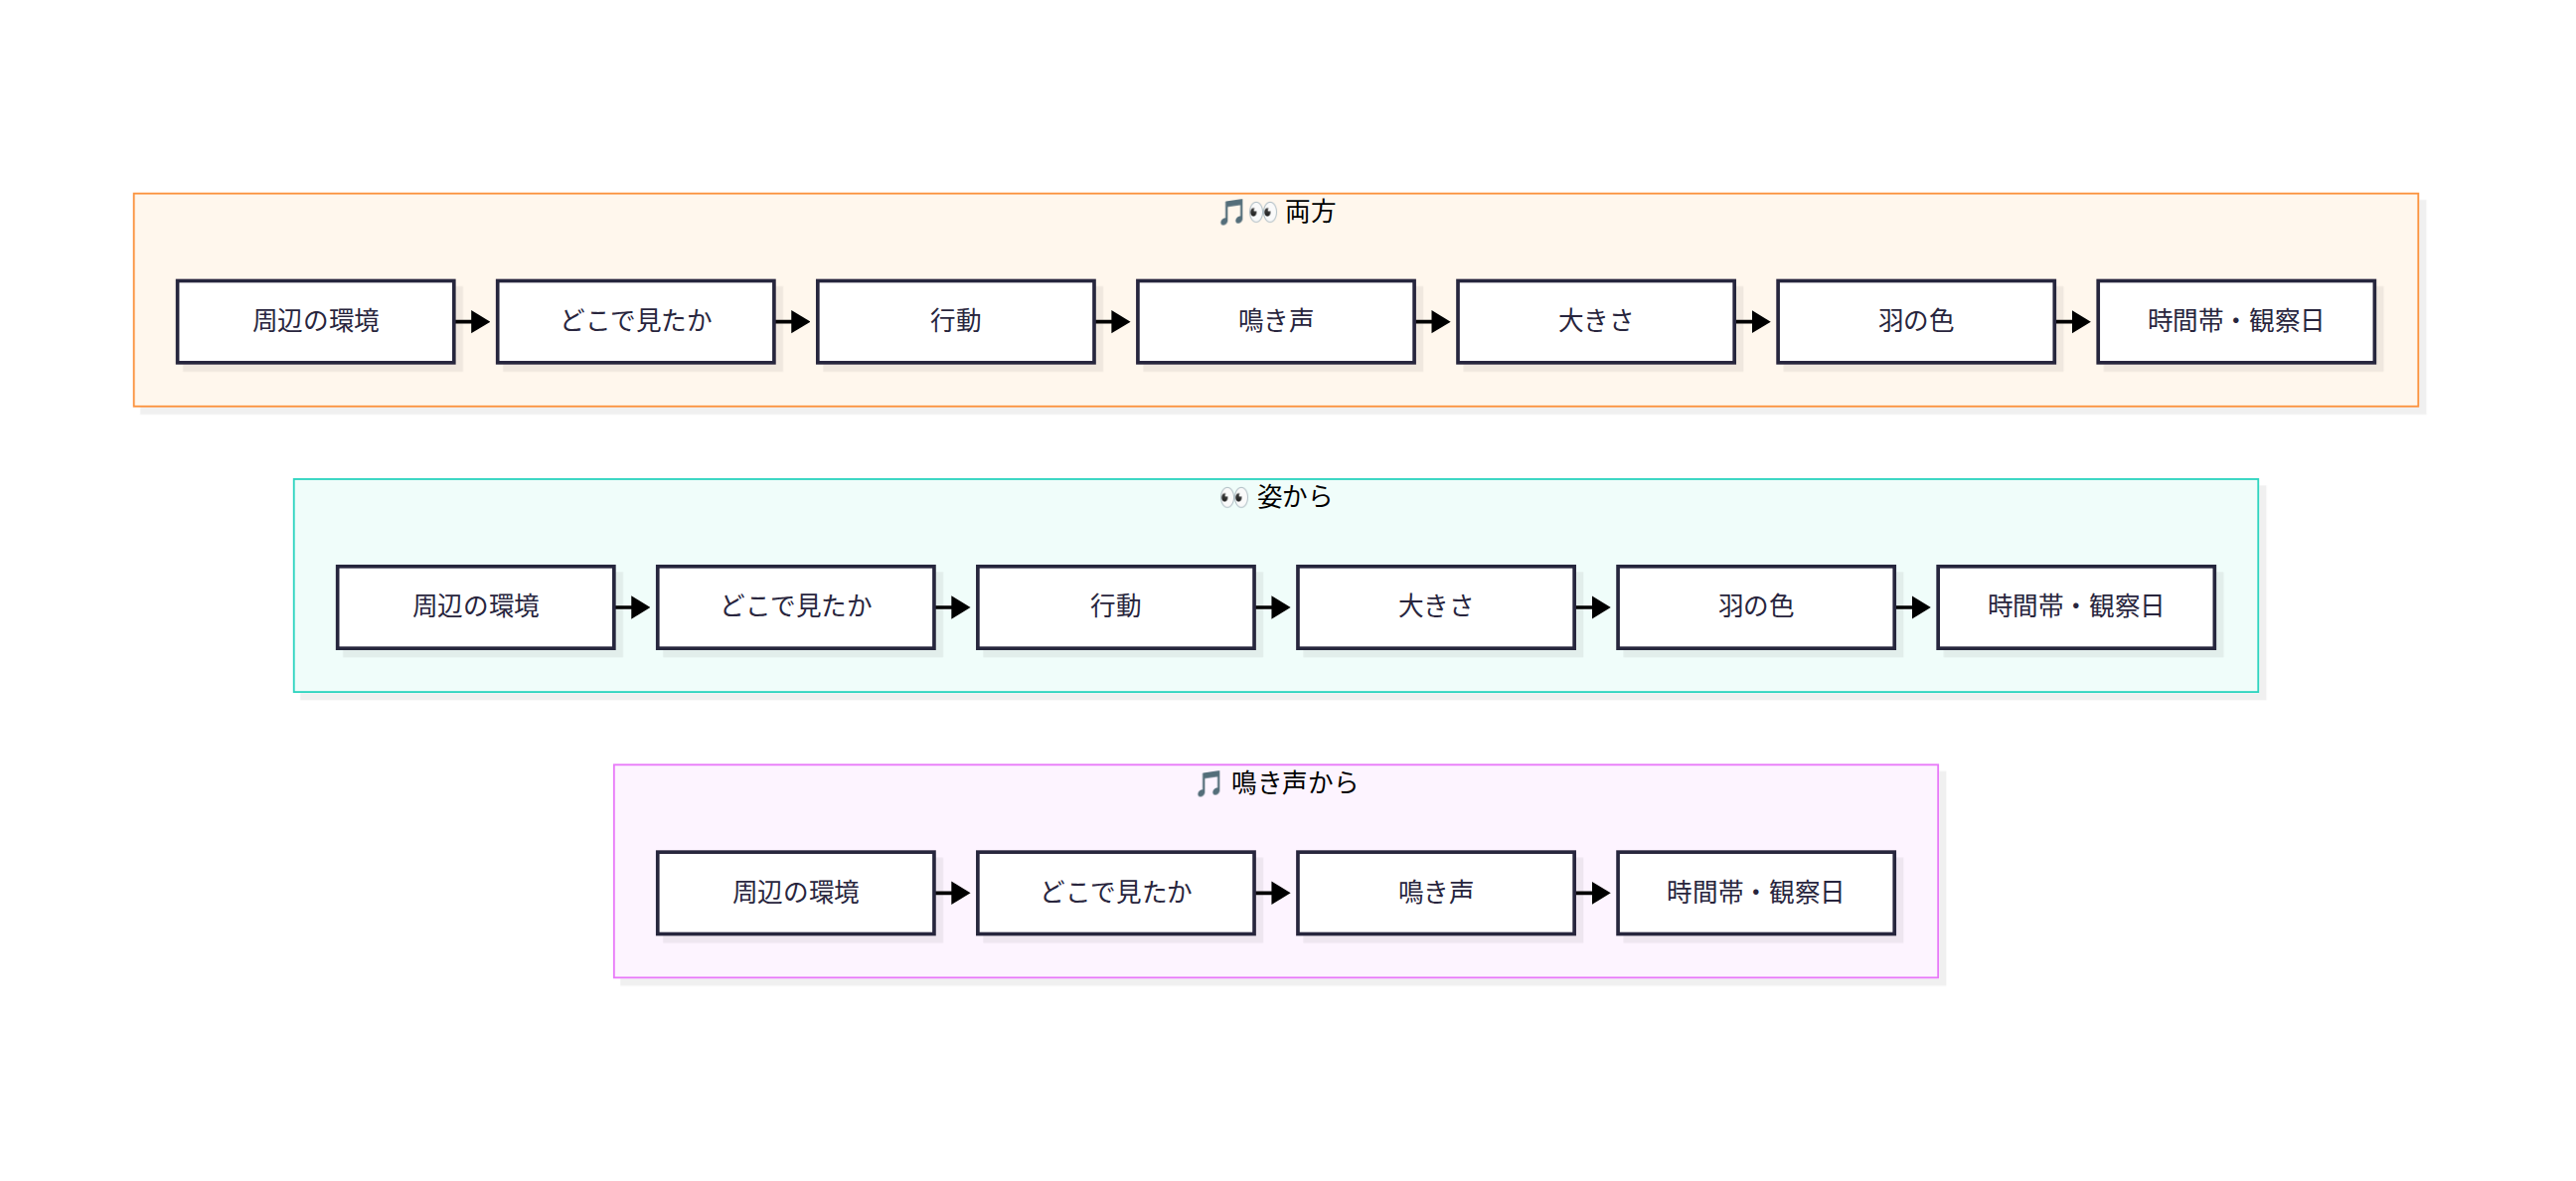 🎵👀 両方
周辺の環境
どこで見たか
行動
鳴き声
大きさ
羽の色
時間帯・観察日
👀 姿から
周辺の環境
どこで見たか
行動
大きさ
羽の色
時間帯・観察日
🎵 鳴き声から
周辺の環境
どこで見たか
鳴き声
時間帯・観察日